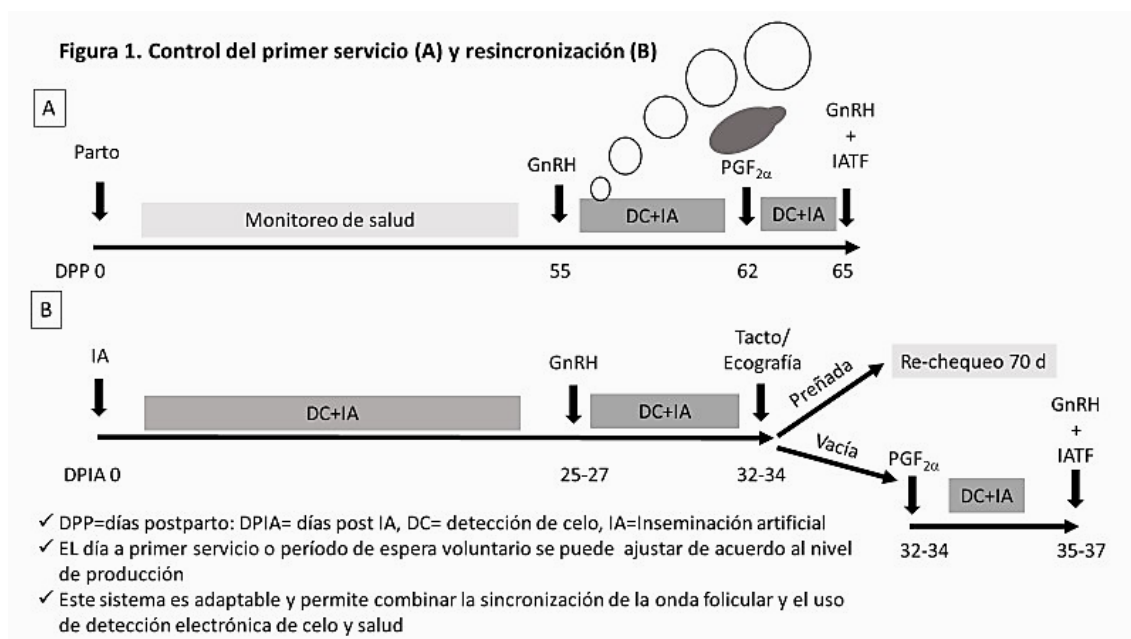 Figura 1. Control del primer servicio (A) y resincronización (B)
A
Parto
GnRH
PGF2α
GnRH
+
IATF
Monitoreo de salud
DC+IA
DC+IA
DPP 0
55
62
65
B
IA
GnRH
Tacto/
Ecografía
DC+IA
DC+IA
Preñada
Re-chequeo 70 d
Vacía
PGF2α
GnRH
+
IATF
DC+IA
DPIA 0
25-27
32-34
32-34
35-37
✓ DPP=días postparto: DPIA= días post IA, DC= detección de celo, IA=Inseminación artificial
✓ EL día a primer servicio o período de espera voluntario se puede ajustar de acuerdo al nivel
de producción
✓ Este sistema es adaptable y permite combinar la sincronización de la onda folicular y el uso
de detección electrónica de celo y salud